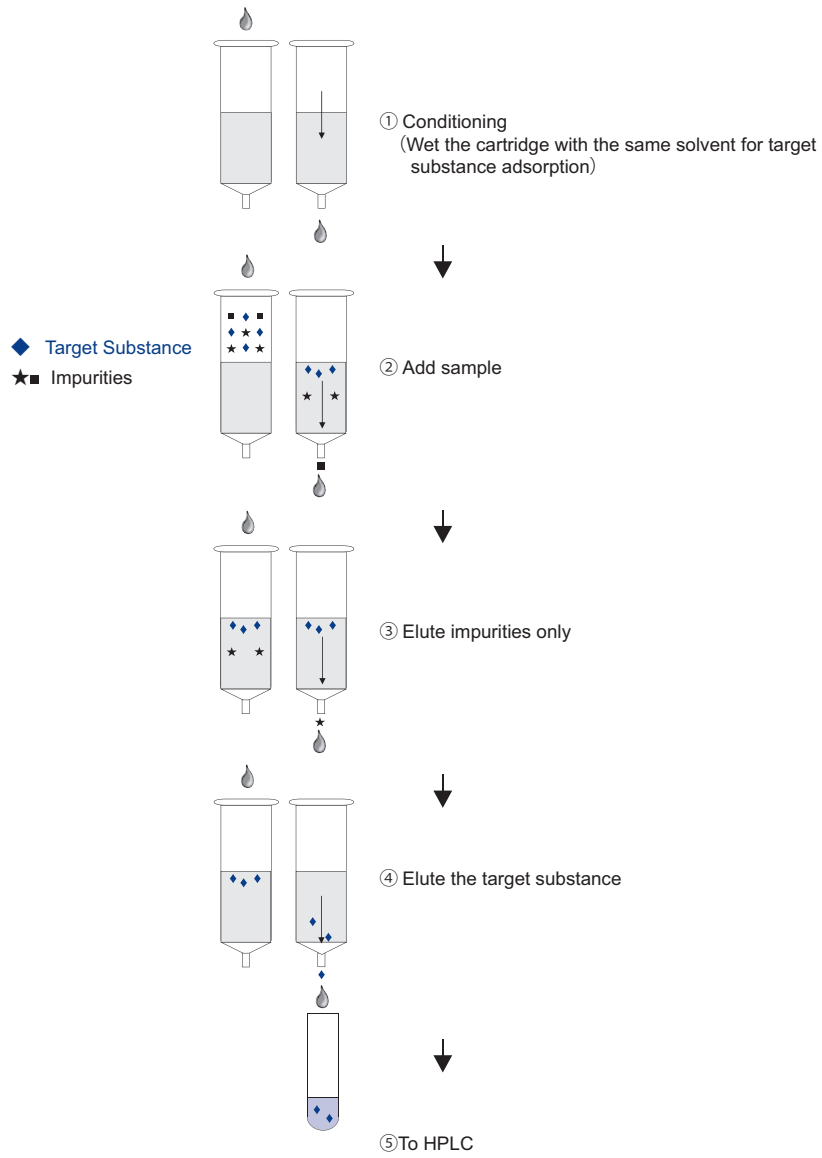 ① Conditioning
（Wet the cartridge with the same solvent for target
substance adsorption）
Target Substance
Impurities
② Add sample
③ Elute impurities only
④ Elute the target substance
⑤To HPLC